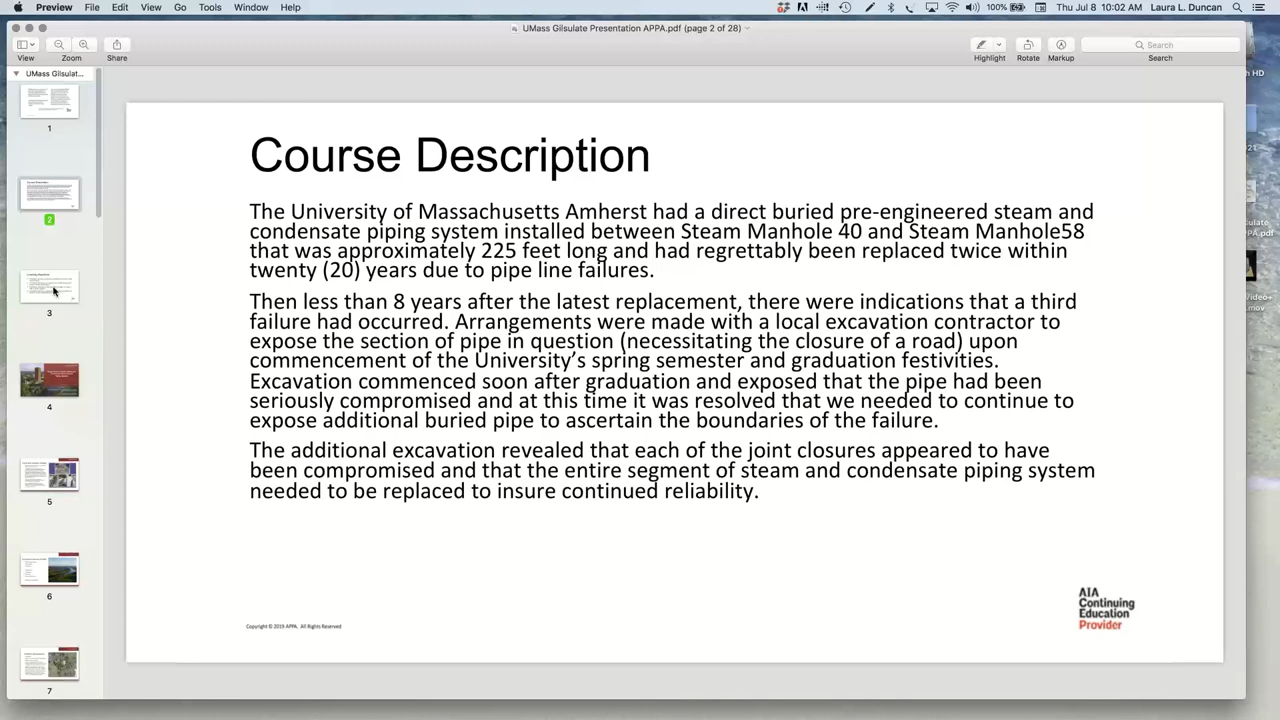 Preview File Edit View Go Tools Window Help 100% Thu Jul 8 10:02 AM Laura L. Duncan
UMass Gilsulate Presentation APPA.pdf (page 2 of 28)
View Zoom Share Highlight Rotate Markup Search
Search
UMass Gilsulat...
1
2
3
4
5
6
7
Course Description
The University of Massachusetts Amherst had a direct buried pre-engineered steam and
condensate piping system installed between Steam Manhole 40 and Steam Manhole58
that was approximately 225 feet long and had regrettably been replaced twice within
twenty (20) years due to pipe line failures.
Then less than 8 years after the latest replacement, there were indications that a third
failure had occurred. Arrangements were made with a local excavation contractor to
expose the section of pipe in question (necessitating the closure of a road) upon
commencement of the University's spring semester and graduation festivities.
Excavation commenced soon after graduation and exposed that the pipe had been
seriously compromised and at this time it was resolved that we needed to continue to
expose additional buried pipe to ascertain the boundaries of the failure.
The additional excavation revealed that each of the joint closures appeared to have
been compromised and that the entire segment of steam and condensate piping system
needed to be replaced to insure continued reliability.
Copyright © 2019 APPA. All Rights Reserved
AIA
Continuing
Education
Provider